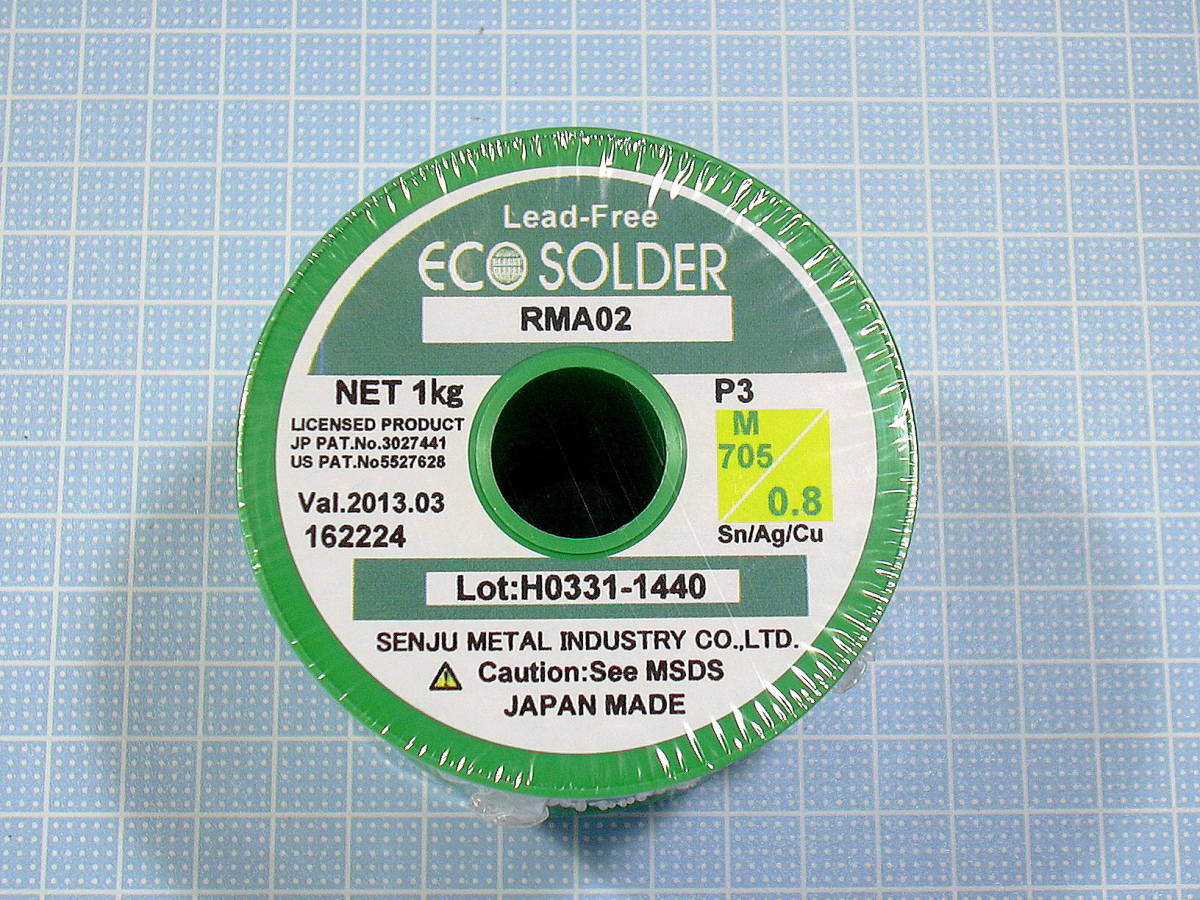 Lead-Free
ECO SOLDER
RMA02
NET 1kg
LICENSED PRODUCT
JP PAT.No.3027441
US PAT.No5527628
Val.2013.03
162224
P3
M
705
0.8
Sn/Ag/Cu
Lot:H0331-1440
SENJU METAL INDUSTRY CO.,LTD.
Caution:See MSDS
JAPAN MADE